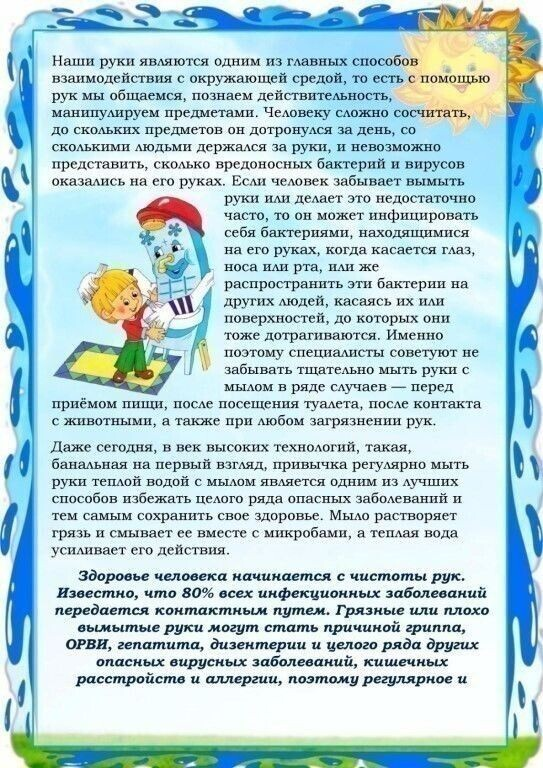 Наши руки являются одним из главных способов
взаимодействия с окружающей средой, то есть с помощью
рук мы общаемся, познаем действительность,
манипулируем предметами. Человеку сложно сосчитать,
до скольких предметов он дотронулся за день, со
сколькими людьми держался за руки, и невозможно
представить, сколько вредоносных бактерий и вирусов
оказались на его руках. Если человек забывает вымыть
руки или делает это недостаточно
часто, то он может инфицировать
себя бактериями, находящимися
на его руках, когда касается глаз,
носа или рта, или же
распространить эти бактерии на
других людей, касаясь их или
поверхностей, до которых они
тоже дотрагиваются. Именно
поэтому специалисты советуют не
забывать тщательно мыть руки с
мылом в ряде случаев — перед
приёмом пищи, после посещения туалета, после контакта
с животными, а также при любом загрязнении рук.
Даже сегодня, в век высоких технологий, такая,
банальная на первый взгляд, привычка регулярно мыть
руки теплой водой с мылом является одним из лучших
способов избежать целого ряда опасных заболеваний и
тем самым сохранить свое здоровье. Мыло растворяет
грязь и смывает ее вместе с микробами, а теплая вода
усиливает его действия.
Здоровье человека начинается с чистоты рук.
Известно, что 80% всех инфекционных заболеваний
передается контактным путем. Грязные или плохо
вымытые руки могут стать причиной гриппа,
ОРВИ, гепатита, дизентерии и целого ряда других
опасных вирусных заболеваний, кишечных
расстройств и аллергии, поэтому регулярное и